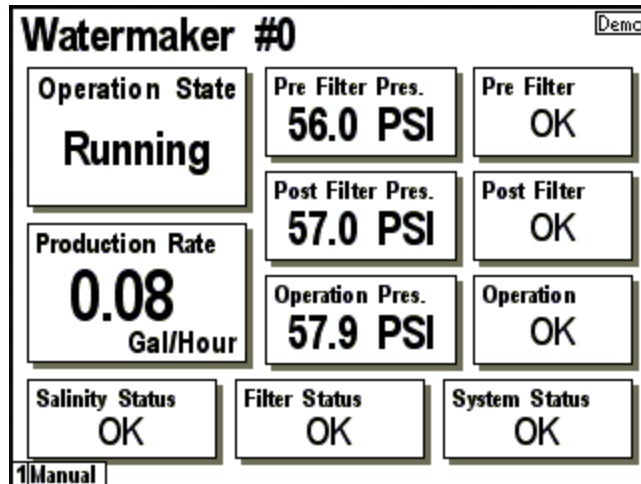 Watermaker #0
Demo
Operation State
Running
Pre Filter Pres.
56.0 PSI
Pre Filter
OK
Post Filter Pres.
57.0 PSI
Post Filter
OK
Production Rate
0.08
Gal/Hour
Operation Pres.
57.9 PSI
Operation
OK
Salinity Status
OK
Filter Status
OK
System Status
OK
1 Manual